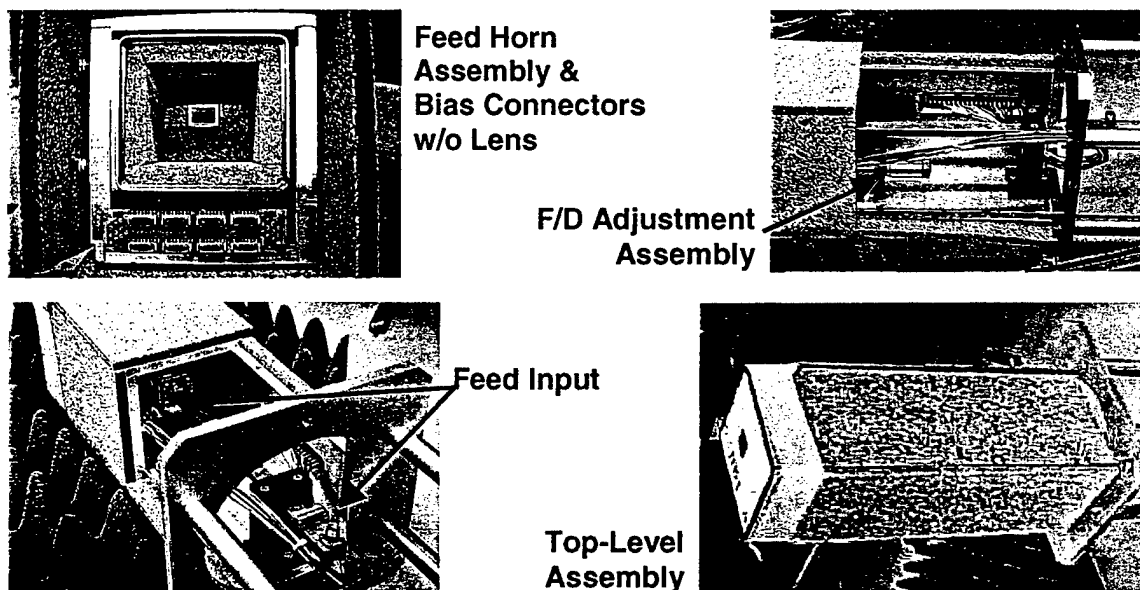 Feed Horn
Assembly &
Bias Connectors
w/o Lens
F/D Adjustment
Assembly
Feed Input
Top-Level
Assembly